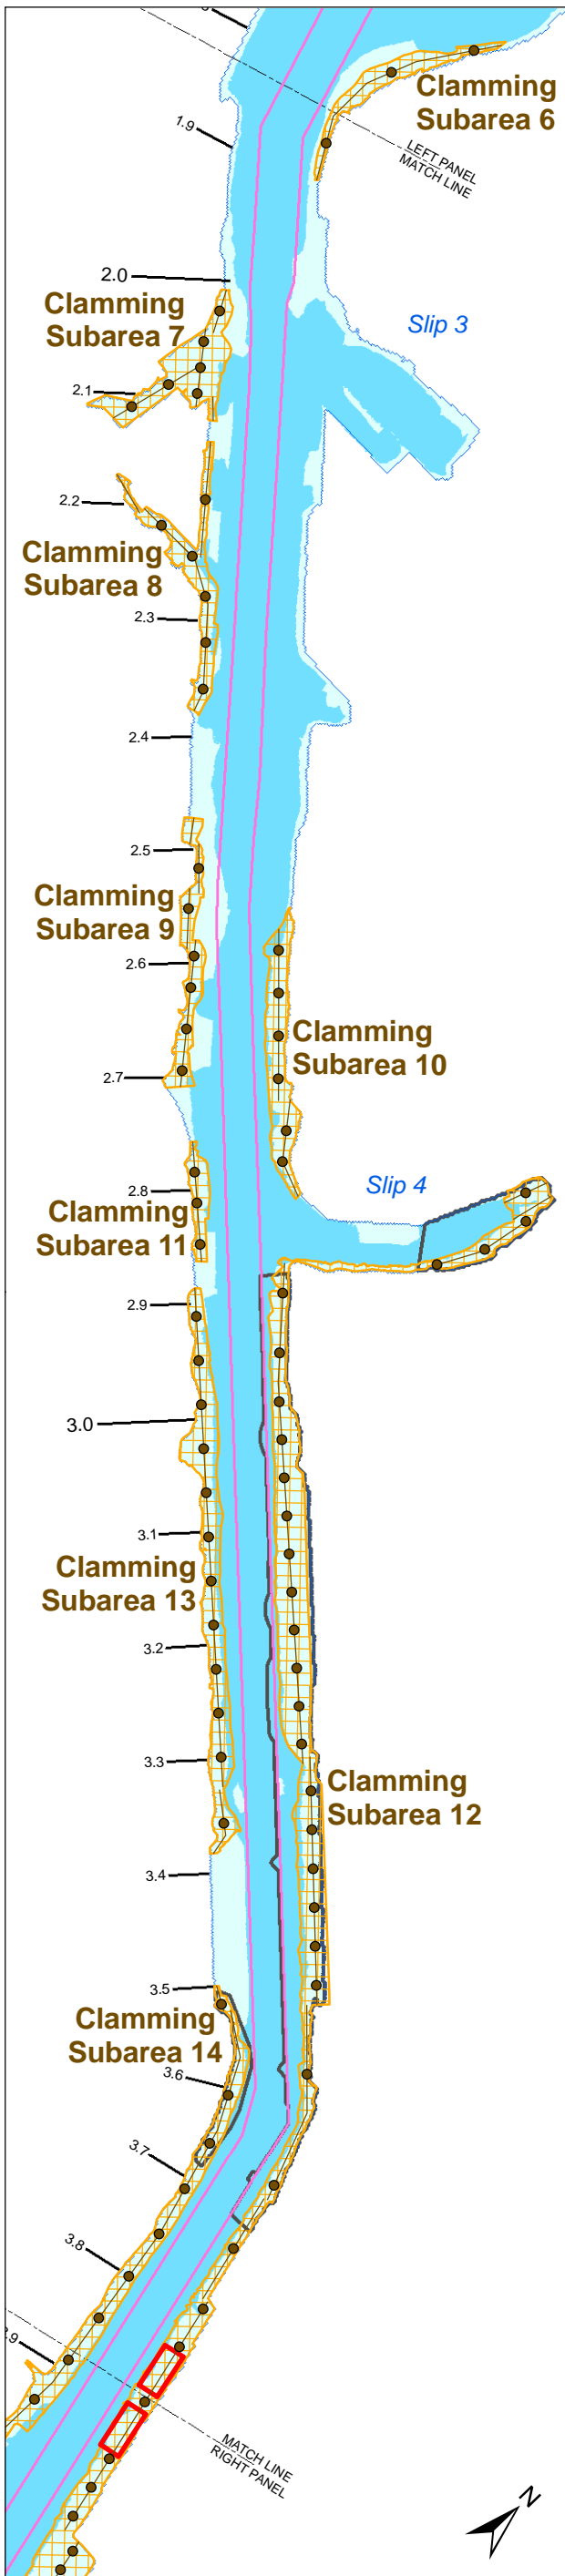 1.9
Clamming
Subarea 6
LEFT PANEL
MATCH LINE
2.0
Clamming
Subarea 7
Slip 3
2.1
2.2
Clamming
Subarea 8
2.3
2.4
2.5
Clamming
Subarea 9
2.6
Clamming
Subarea 10
2.7
2.8
Slip 4
Clamming
Subarea 11
2.9
3.0
3.1
Clamming
Subarea 13
3.2
3.3
Clamming
Subarea 12
3.4
3.5
Clamming
Subarea 14
3.6
3.7
3.8
3.9
MATCH LINE
RIGHT PANEL
N